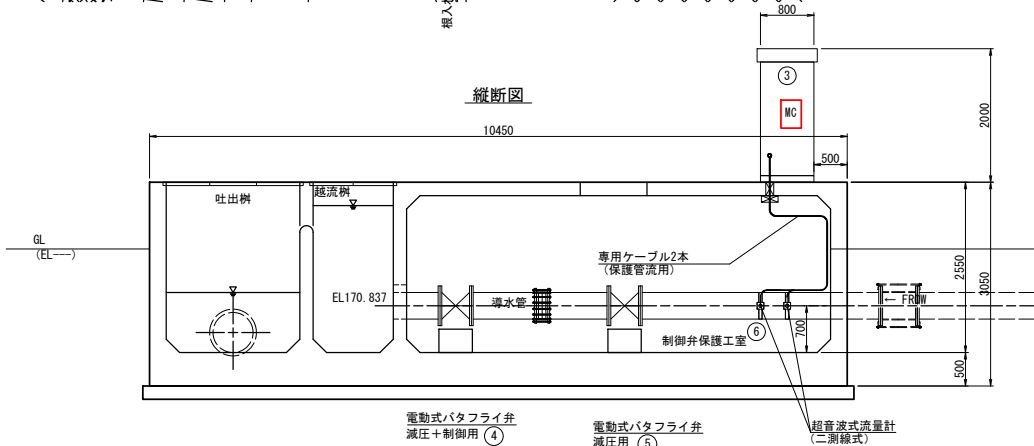 800
縦断図
③
MC
10450
2000
500
吐出桝
越流桝
GL
(EL---)
専用ケーブル2本
(保護管流用)
2550
3050
EL170.837
導水管
← FROW
700
制御弁保護工室
⑥
500
電動式バタフライ弁
減圧＋制御用 ④
電動式バタフライ弁
減圧用 ⑤
超音波式流量計
(二測線式)